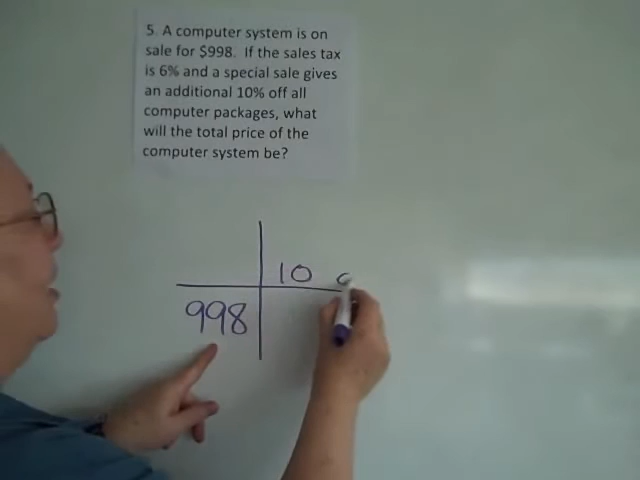 5. A computer system is on
sale for $998. If the sales tax
is 6% and a special sale gives
an additional 10% off all
computer packages, what
will the total price of the
computer system be?
10
998